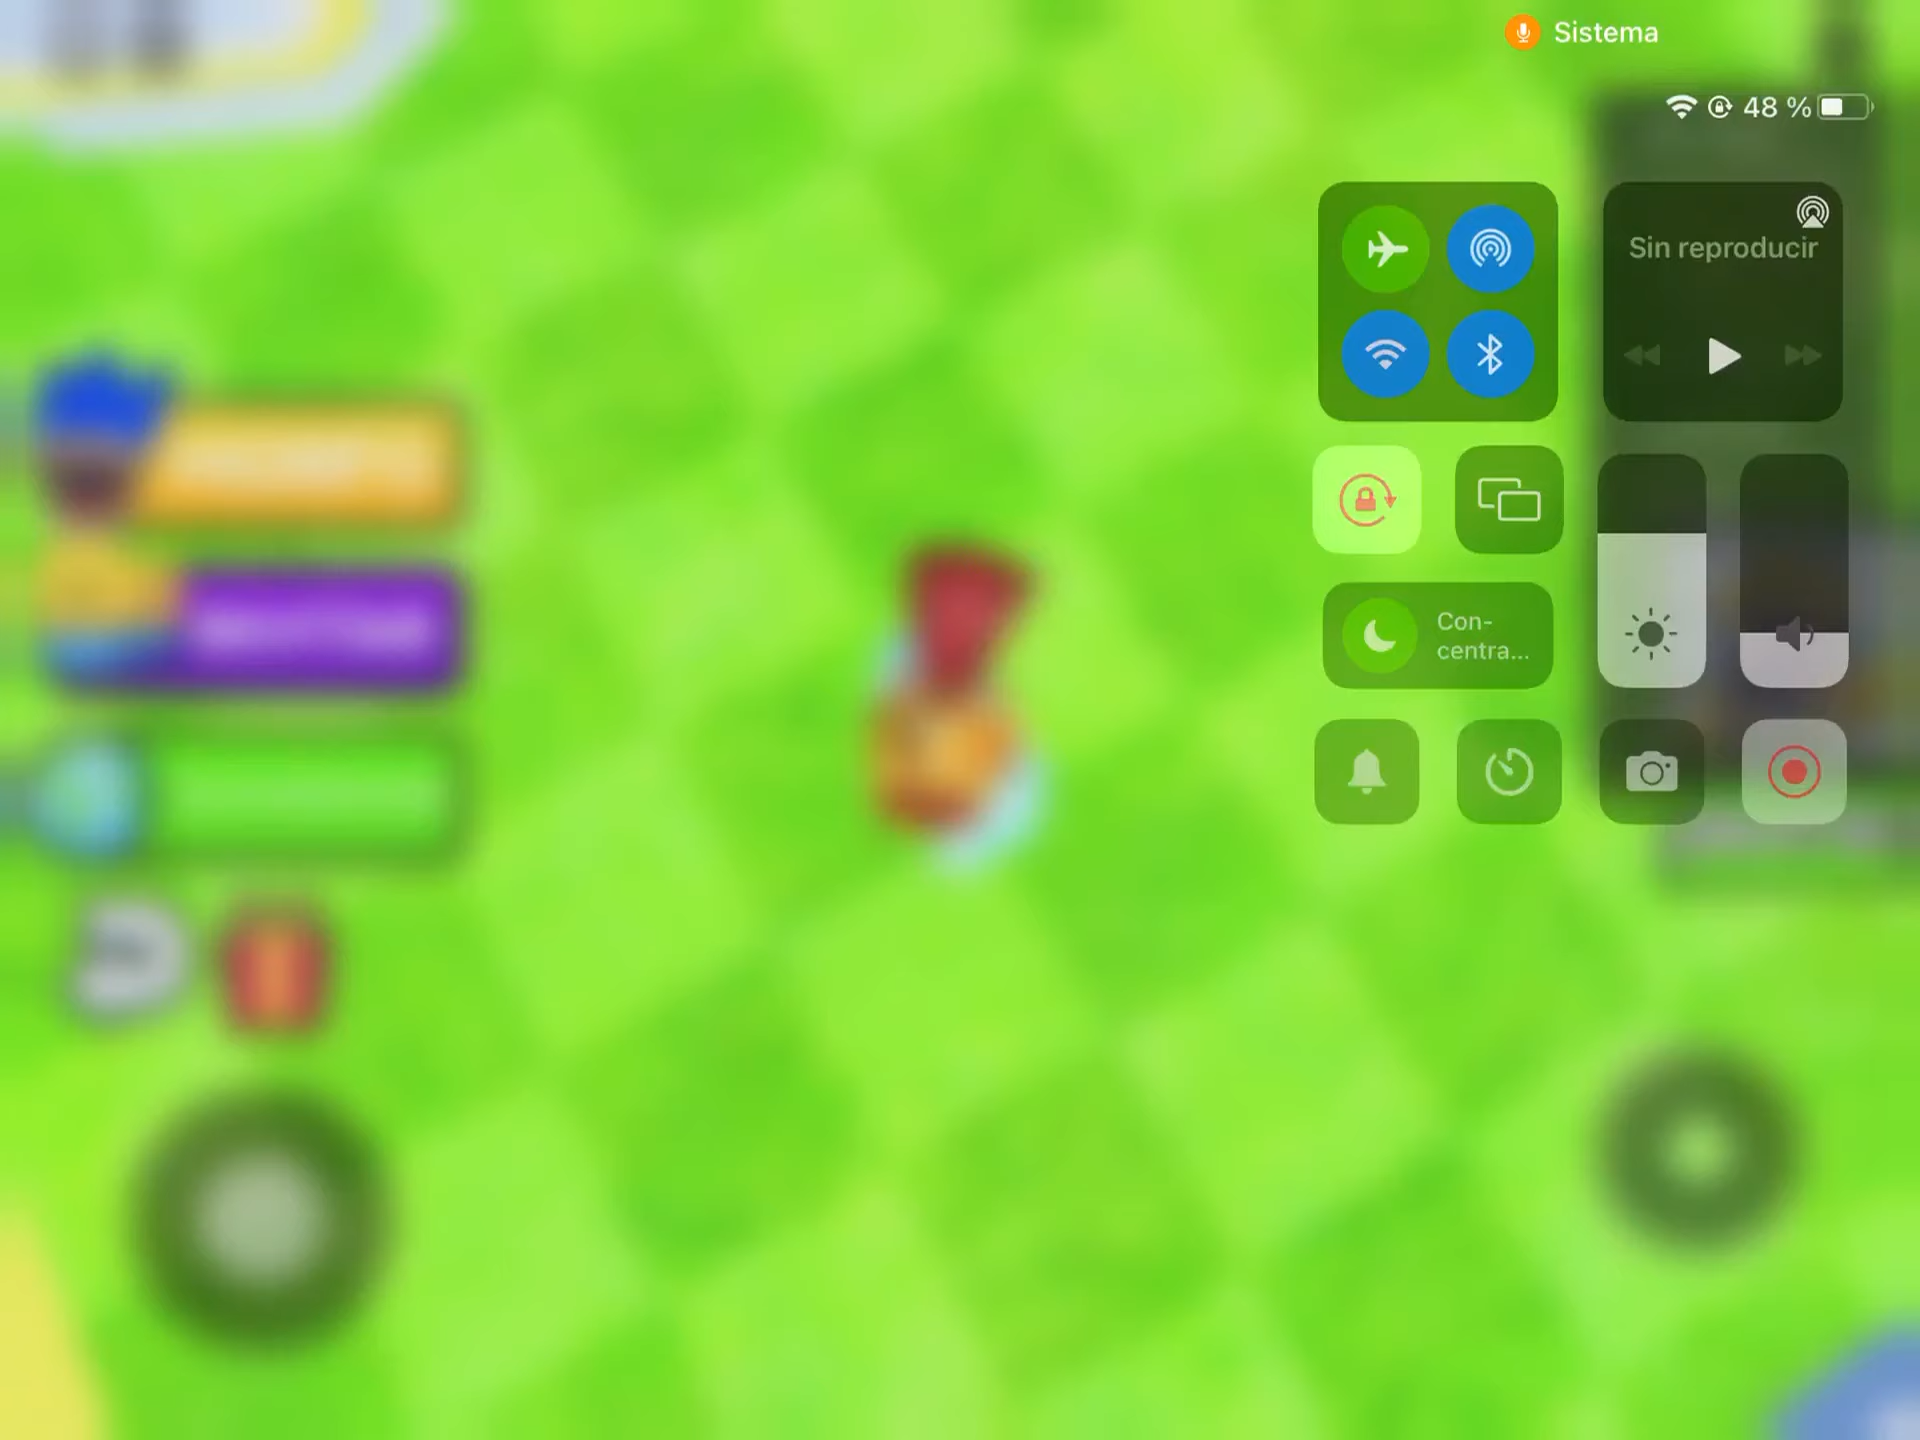 Sistema
48 %
Sin reproducir
Con-
centra...